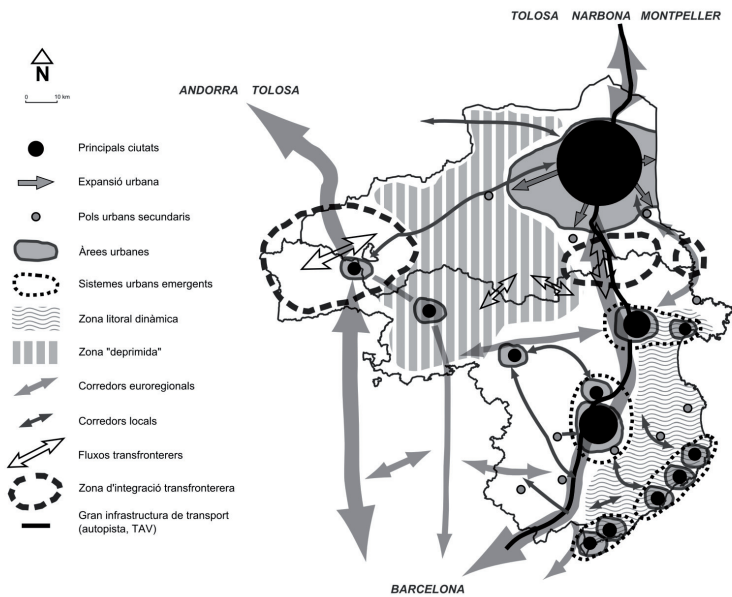 TOLOSA NARBONA MONTPELLER
ANDORRA TOLOSA
N
0 10 km
Principals ciutats
Expansió urbana
Pols urbans secundaris
Àrees urbanes
Sistemes urbans emergents
Zona litoral dinàmica
Zona "deprimida"
Corredors euroregionals
Corredors locals
Fluxos transfronterers
Zona d'integració transfronterera
Gran infrastructura de transport
(autopista, TAV)
BARCELONA